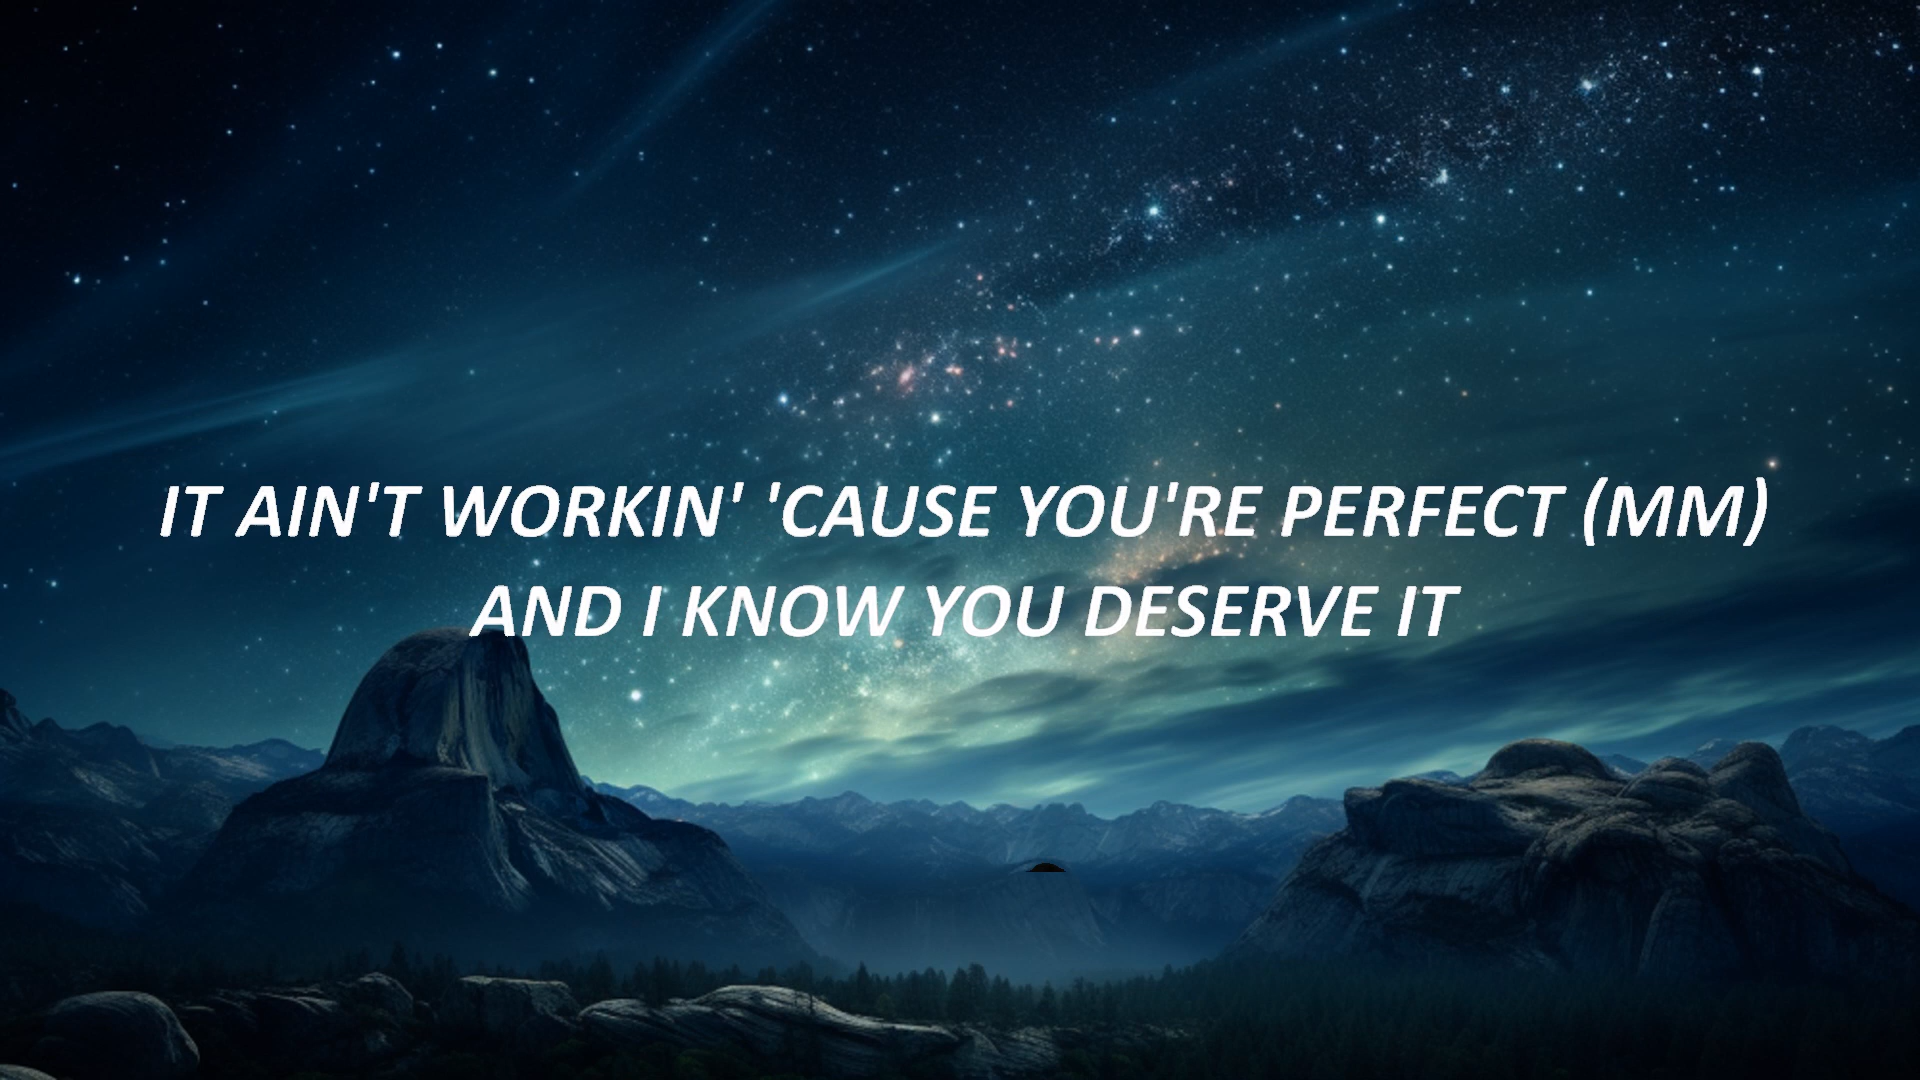 IT AIN'T WORKIN' 'CAUSE YOU'RE PERFECT (MM)
AND I KNOW YOU DESERVE IT